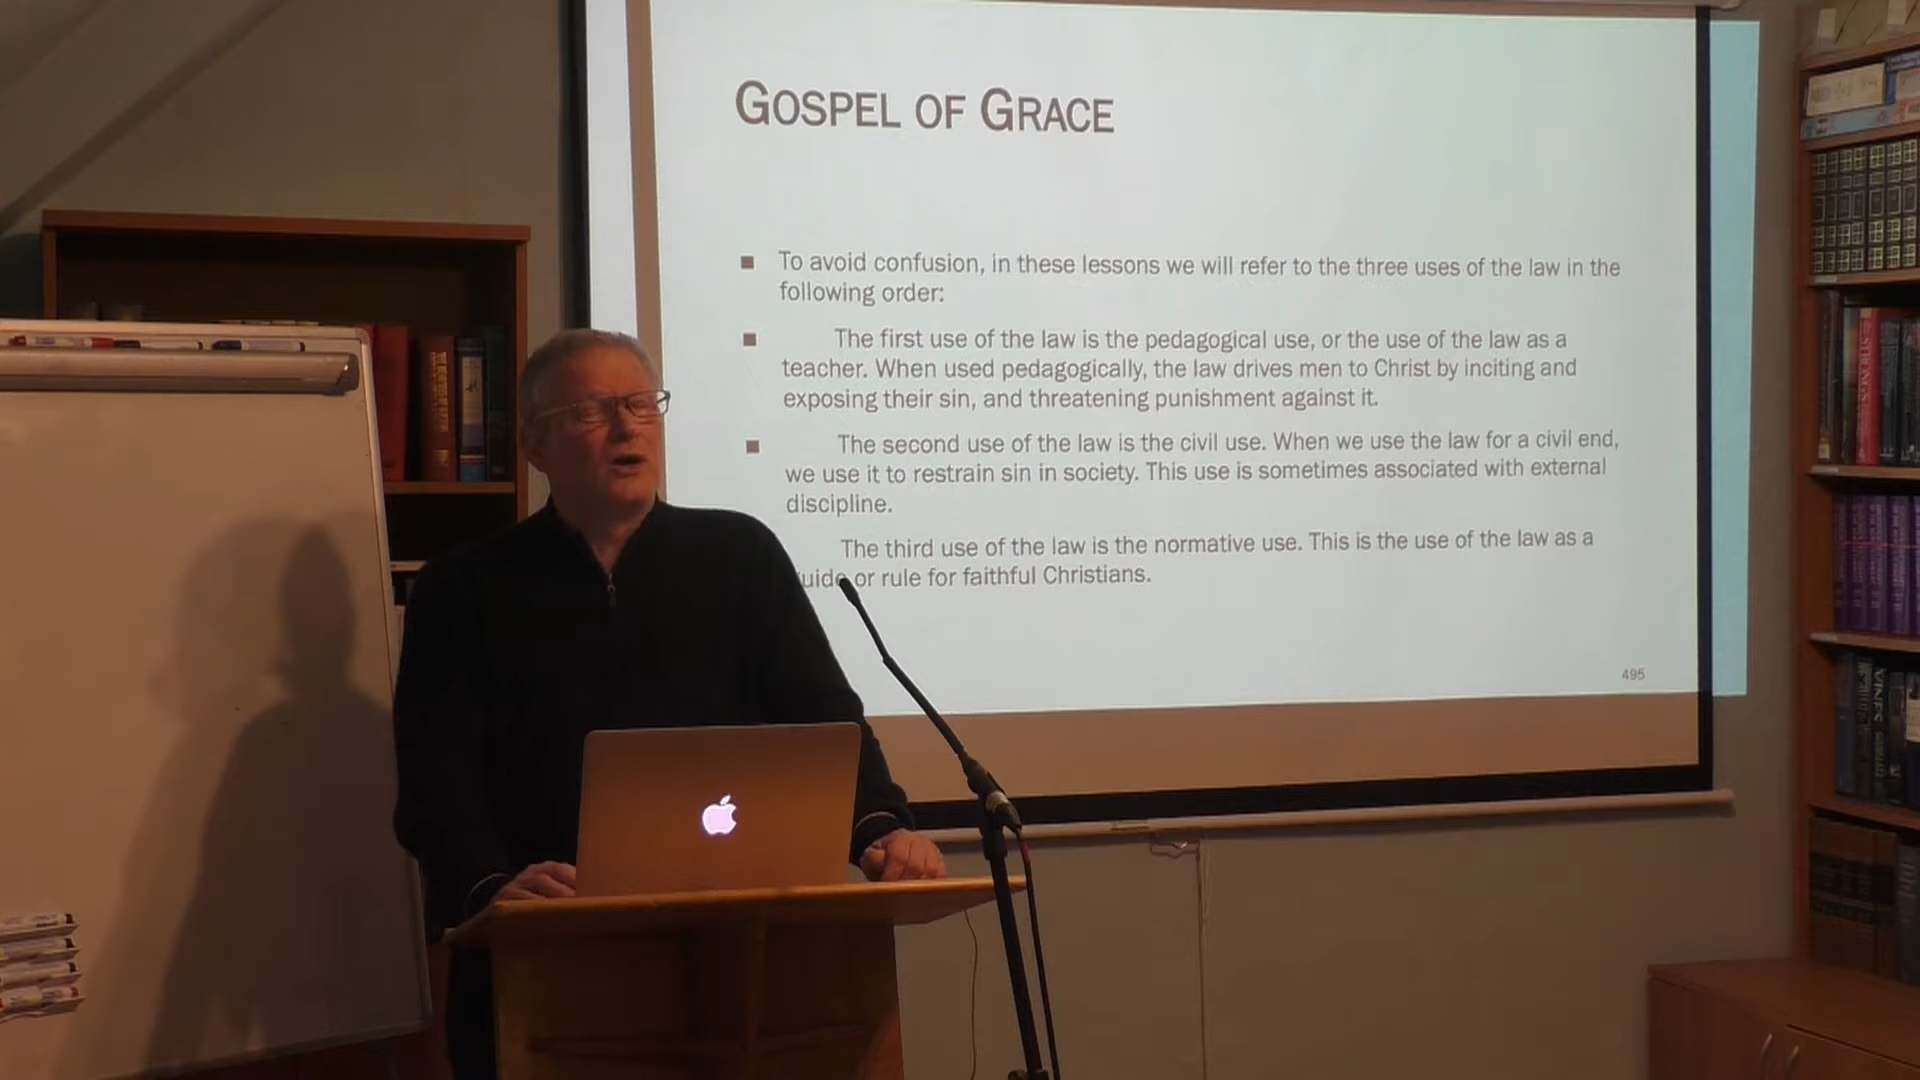 GOSPEL OF GRACE
To avoid confusion, in these lessons we will refer to the three uses of the law in the
following order:
The first use of the law is the pedagogical use, or the use of the law as a
teacher. When used pedagogically, the law drives men to Christ by inciting and
exposing their sin, and threatening punishment against it.
The second use of the law is the civil use. When we use the law for a civil end,
we use it to restrain sin in society. This use is sometimes associated with external
discipline.
The third use of the law is the normative use. This is the use of the law as a
or rule for faithful Christians.
495
STRONG'S
VINE'S